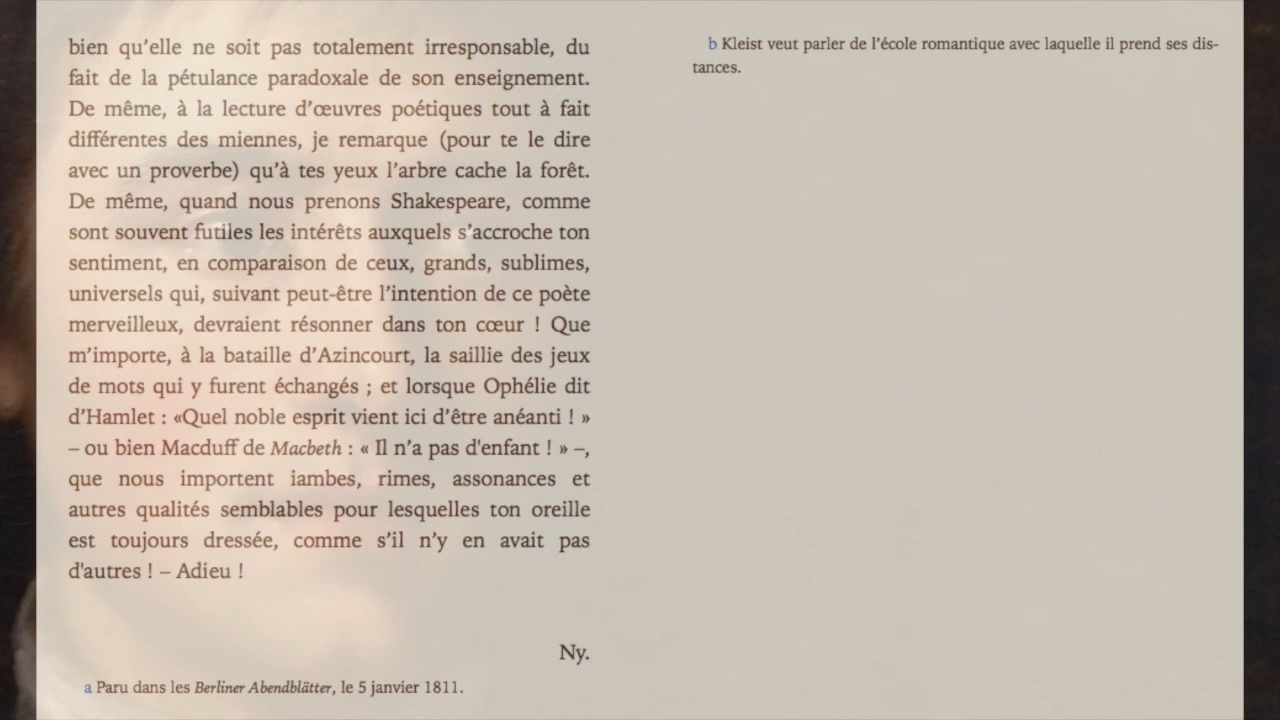 bien qu’elle ne soit pas totalement irresponsable, du
fait de la pétulance paradoxale de son enseignement.
De même, à la lecture d’œuvres poétiques tout à fait
différentes des miennes, je remarque (pour te le dire
avec un proverbe) qu’à tes yeux l’arbre cache la forêt.
De même, quand nous prenons Shakespeare, comme
sont souvent futiles les intérêts auxquels s’accroche ton
sentiment, en comparaison de ceux, grands, sublimes,
universels qui, suivant peut-être l’intention de ce poète
merveilleux, devraient résonner dans ton cœur ! Que
m’importe, à la bataille d’Azincourt, la saillie des jeux
de mots qui y furent échangés ; et lorsque Ophélie dit
d’Hamlet : «Quel noble esprit vient ici d’être anéanti ! »
– ou bien Macduff de Macbeth : « Il n’a pas d'enfant ! » –,
que nous importent iambes, rimes, assonances et
autres qualités semblables pour lesquelles ton oreille
est toujours dressée, comme s’il n’y en avait pas
d'autres ! – Adieu !
Ny.
a Paru dans les Berliner Abendblätter, le 5 janvier 1811.
b Kleist veut parler de l’école romantique avec laquelle il prend ses dis-
tances.